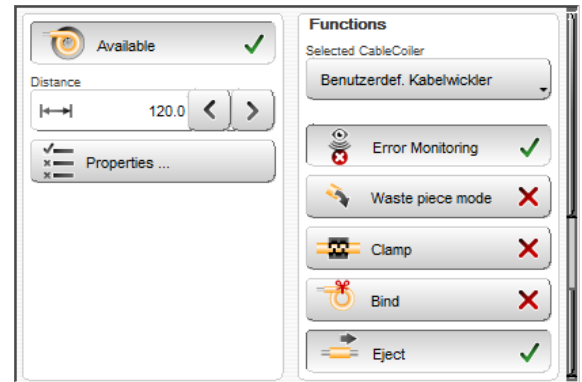 Available
Distance
120.0
Properties ...
Functions
Selected CableCoiler
Benutzerdef. Kabelwickler
Error Monitoring
Waste piece mode
Clamp
Bind
Eject